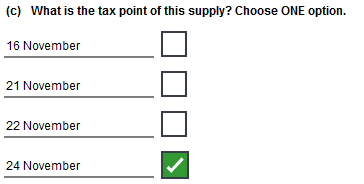 (c) What is the tax point of this supply? Choose ONE option.
16 November
21 November
22 November
24 November